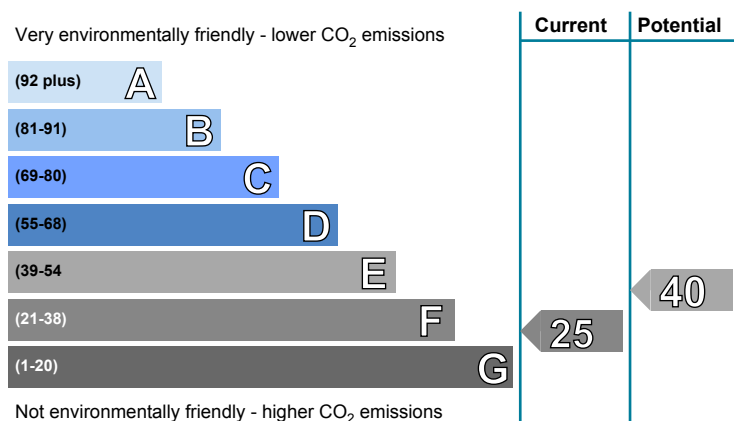 Very environmentally friendly - lower CO₂ emissions
Current
Potential
(92 plus) A
(81-91) B
(69-80) C
(55-68) D
(39-54 E
(21-38) F
(1-20) G
25
40
Not environmentally friendly - higher CO₂ emissions